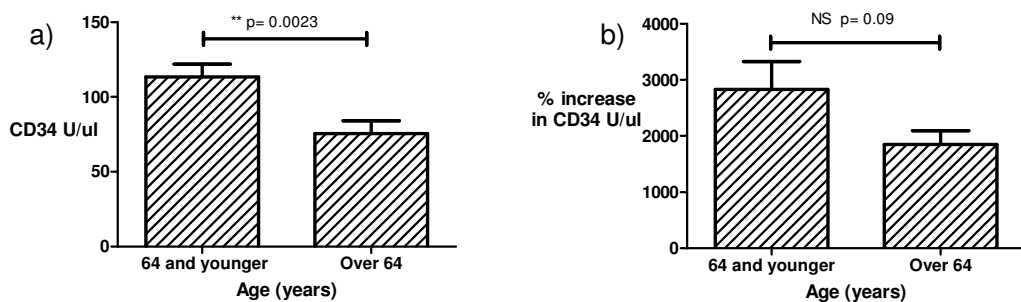 a)
** p= 0.0023
150
100
50
0
CD34 U/ul
64 and younger
Over 64
Age (years)
b)
NS p= 0.09
4000
3000
2000
1000
0
% increase
in CD34 U/ul
64 and younger
Over 64
Age (years)